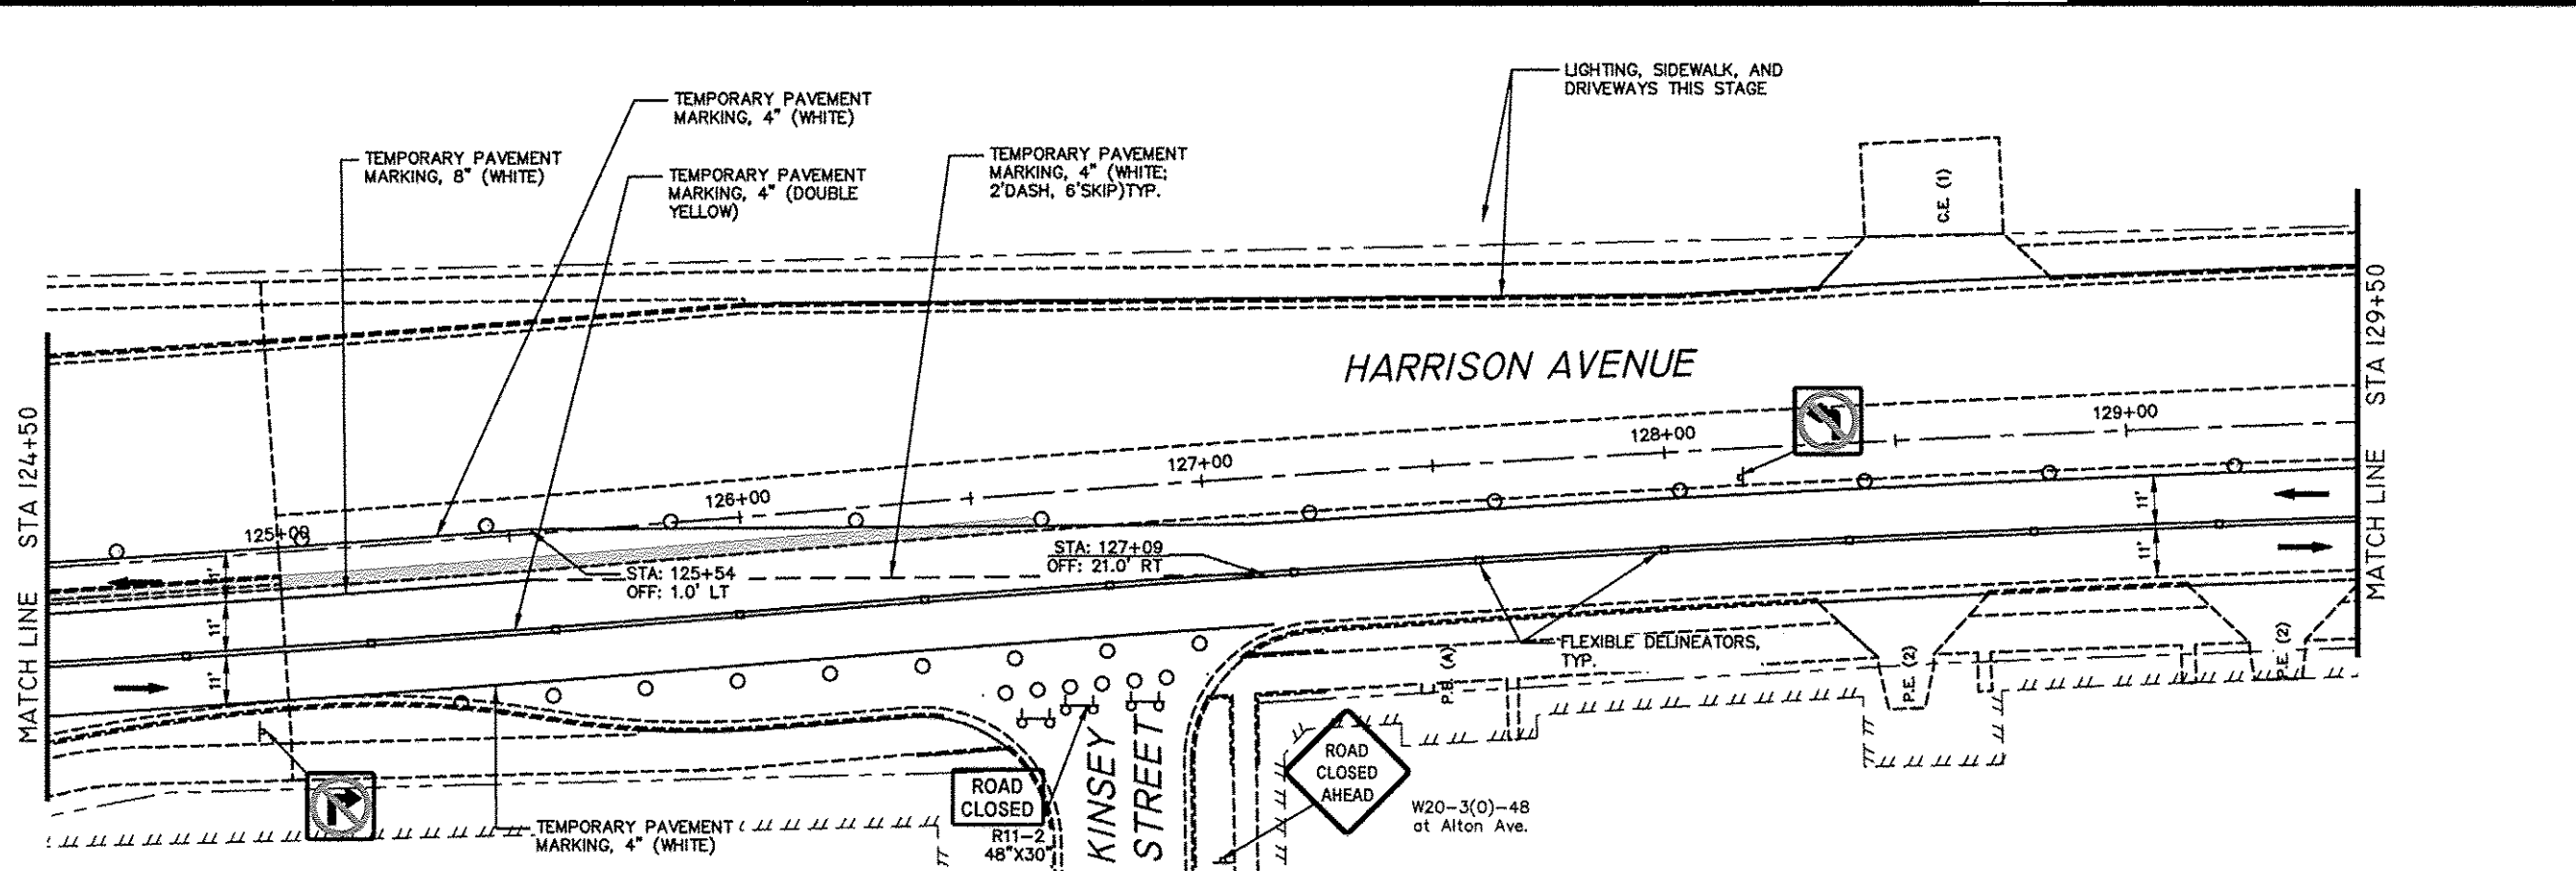 LIGHTING, SIDEWALK, AND
DRIVEWAYS THIS STAGE
TEMPORARY PAVEMENT
MARKING, 4" (WHITE)
TEMPORARY PAVEMENT
MARKING, 8" (WHITE)
TEMPORARY PAVEMENT
MARKING, 4" (DOUBLE
YELLOW)
TEMPORARY PAVEMENT
MARKING, 4" (WHITE;
2'DASH, 6'SKIP)TYP.
C.E. (1)
HARRISON AVENUE
MATCH LINE STA 124+50
MATCH LINE STA 129+50
125+00
126+00
127+00
128+00
129+00
11'
11'
11'
11'
11'
STA: 125+54
OFF: 1.0' LT
STA: 127+09
OFF: 21.0' RT
FLEXIBLE DELINEATORS,
TYP.
P.B. (A)
P.E. (2)
P.E. (2)
ROAD
CLOSED
R11-2
48"X30"
KINSEY
STREET
ROAD
CLOSED
AHEAD
W20-3(0)-48
at Alton Ave.
TEMPORARY PAVEMENT
MARKING, 4" (WHITE)